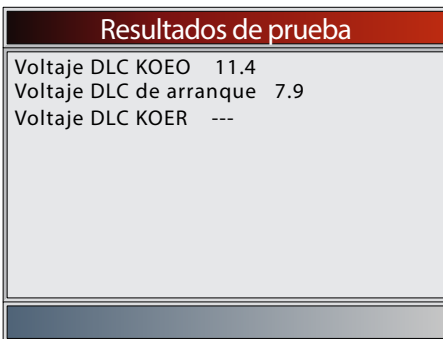 Resultados de prueba
Voltaje DLC KOEO 11.4
Voltaje DLC de arranque 7.9
Voltaje DLC KOER ---